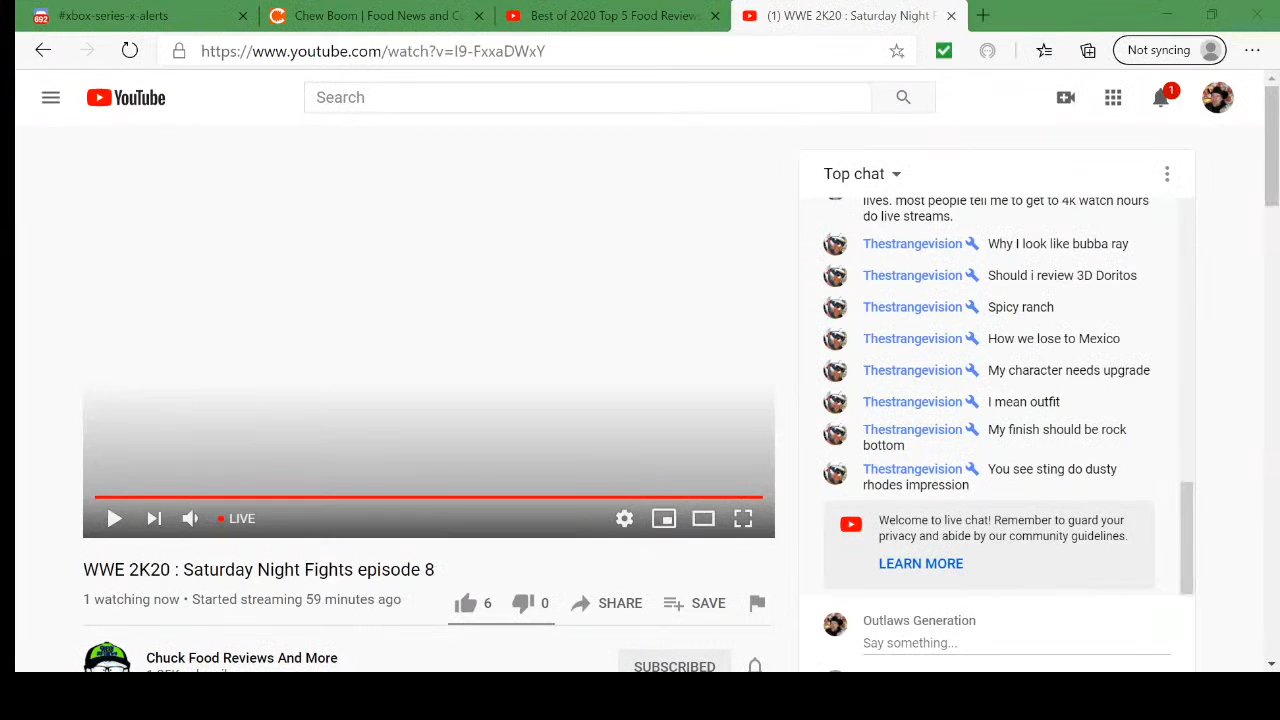 692 #xbox-series-x-alerts
Chew Boom | Food News and C
Best of 2020 Top 5 Food Reviews
(1) WWE 2K20 : Saturday Night F
https://www.youtube.com/watch?v=I9-FxxaDWxY
Not syncing
YouTube
Search
1
Top chat
lives. most people tell me to get to 4k watch hours
do live streams.
Thestrangevision Why I look like bubba ray
Thestrangevision Should i review 3D Doritos
Thestrangevision Spicy ranch
Thestrangevision How we lose to Mexico
Thestrangevision My character needs upgrade
Thestrangevision I mean outfit
Thestrangevision My finish should be rock
bottom
Thestrangevision You see sting do dusty
rhodes impression
Welcome to live chat! Remember to guard your
privacy and abide by our community guidelines.
LEARN MORE
Outlaws Generation
Say something...
LIVE
WWE 2K20 : Saturday Night Fights episode 8
1 watching now • Started streaming 59 minutes ago
6 0 SHARE SAVE
Chuck Food Reviews And More
SUBSCRIBED